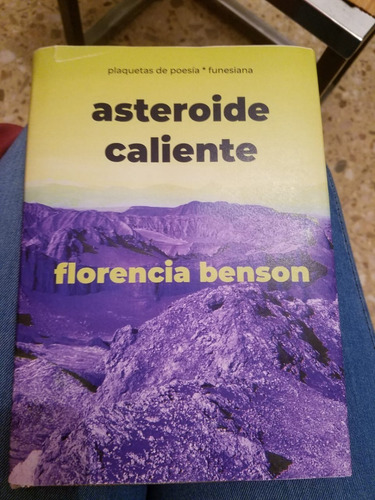 plaquetas de poesía * funesiana
asteroide
caliente
florencia benson